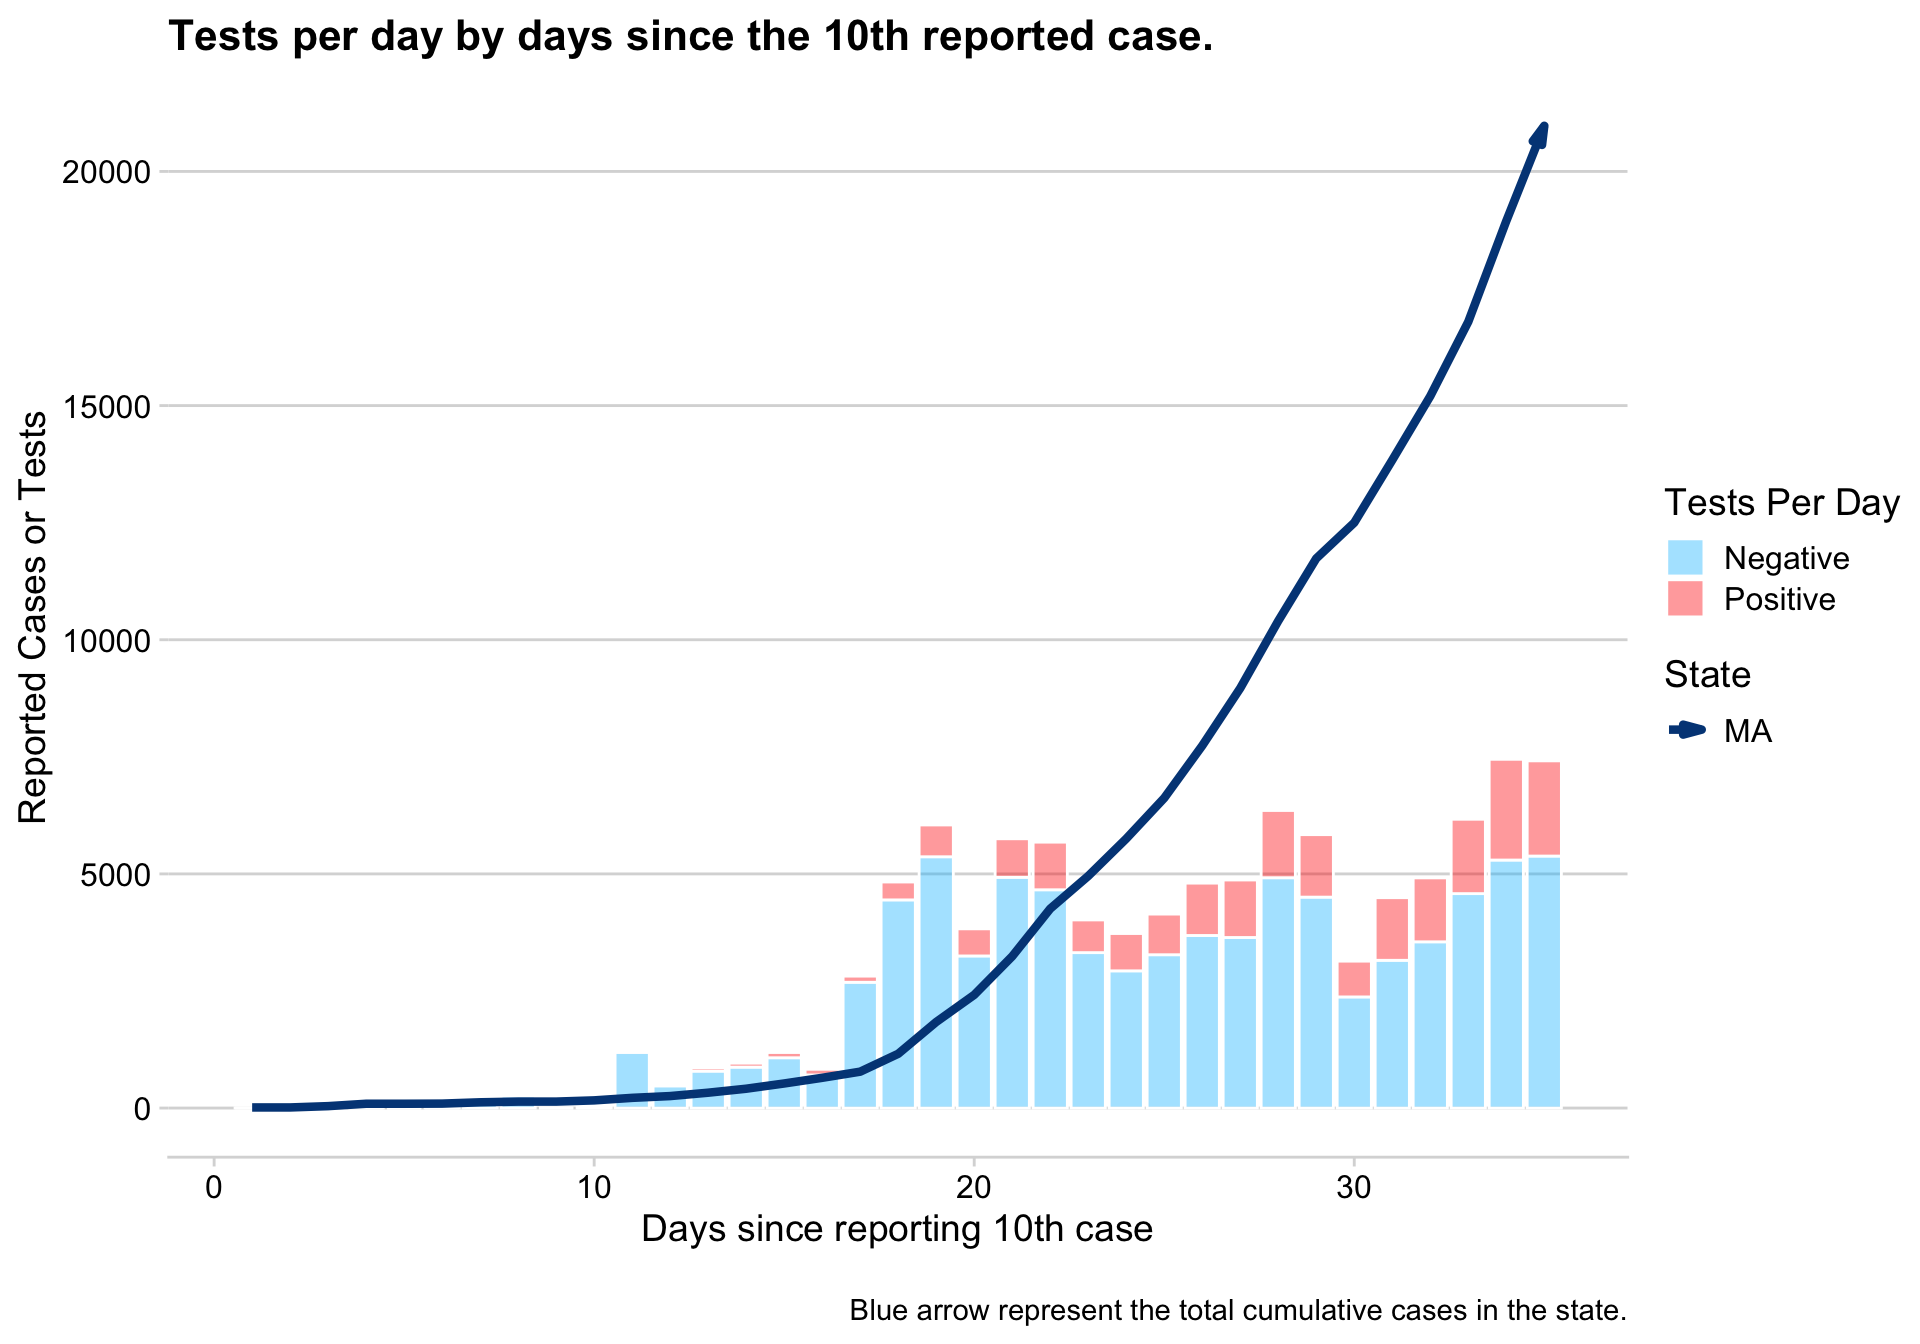 Tests per day by days since the 10th reported case.
20000
15000
10000
5000
0
Reported Cases or Tests
0
10
20
30
Days since reporting 10th case
Tests Per Day
Negative
Positive
State
MA
Blue arrow represent the total cumulative cases in the state.